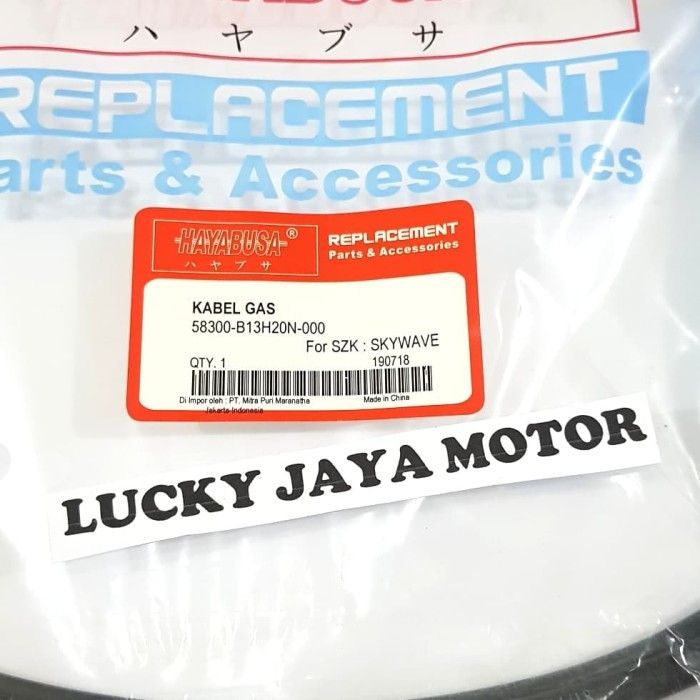 ハ ヤ ブ サ
REPLACEMENT
arts & Accessories
HAYABUSA®
ハ ヤ ブ サ
REPLACEMENT
Parts & Accessories
KABEL GAS
58300-B13H20N-000
For SZK : SKYWAVE
QTY. 1
190718
Di Impor oleh : PT. Mitra Puri Maranatha
Jakarta-Indonesia
Made in China
LUCKY JAYA MOTOR